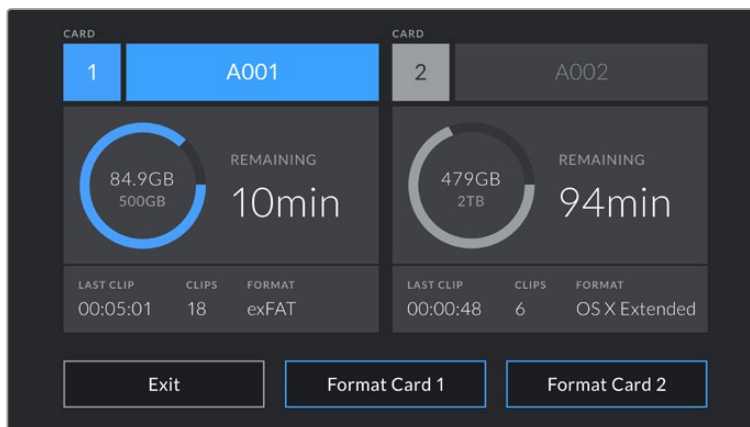 CARD
1 A001
84.9GB
500GB
REMAINING
10min
LAST CLIP CLIPS FORMAT
00:05:01 18 exFAT
CARD
2 A002
479GB
2TB
REMAINING
94min
LAST CLIP CLIPS FORMAT
00:00:48 6 OS X Extended
Exit Format Card 1 Format Card 2